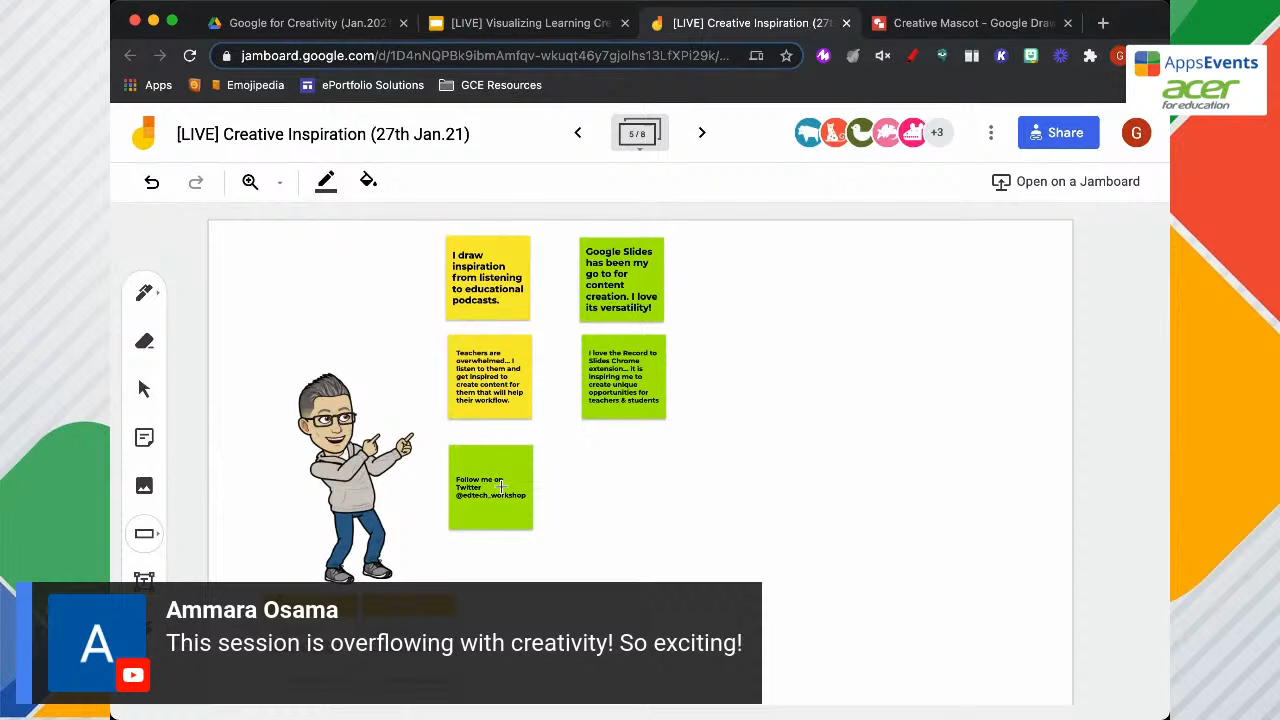 Google for Creativity (Jan.202
[LIVE] Visualizing Learning Cre
[LIVE] Creative Inspiration (27t
Creative Mascot - Google Draw
jamboard.google.com/d/1D4nNOPBk9ibmAmfqv-wkuqt46y7gjolhs13LfXPi29k/...
Apps
Emojipedia
ePortfolio Solutions
GCE Resources
AppsEvents
acer
for education
[LIVE] Creative Inspiration (27th Jan.21)
5 / 8
+3
Share
G
Open on a Jamboard
I draw
inspiration
from listening
to educational
podcasts.
Google Slides
has been my
go to for
content
creation. I love
its versatility!
Teachers are
overwhelmed... I
listen to them and
get inspired to
create content for
them that will help
their workflow.
I love the Record to
Slides Chrome
extension... it is
inspiring me to
create unique
opportunities for
teachers & students
Follow me on
Twitter
@edtech_workshop
A
Ammara Osama
This session is overflowing with creativity! So exciting!